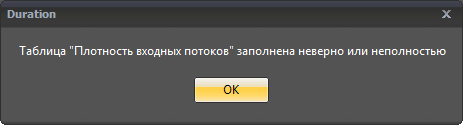 Duration
Таблица "Плотность входных потоков" заполнена неверно или неполностью
OK